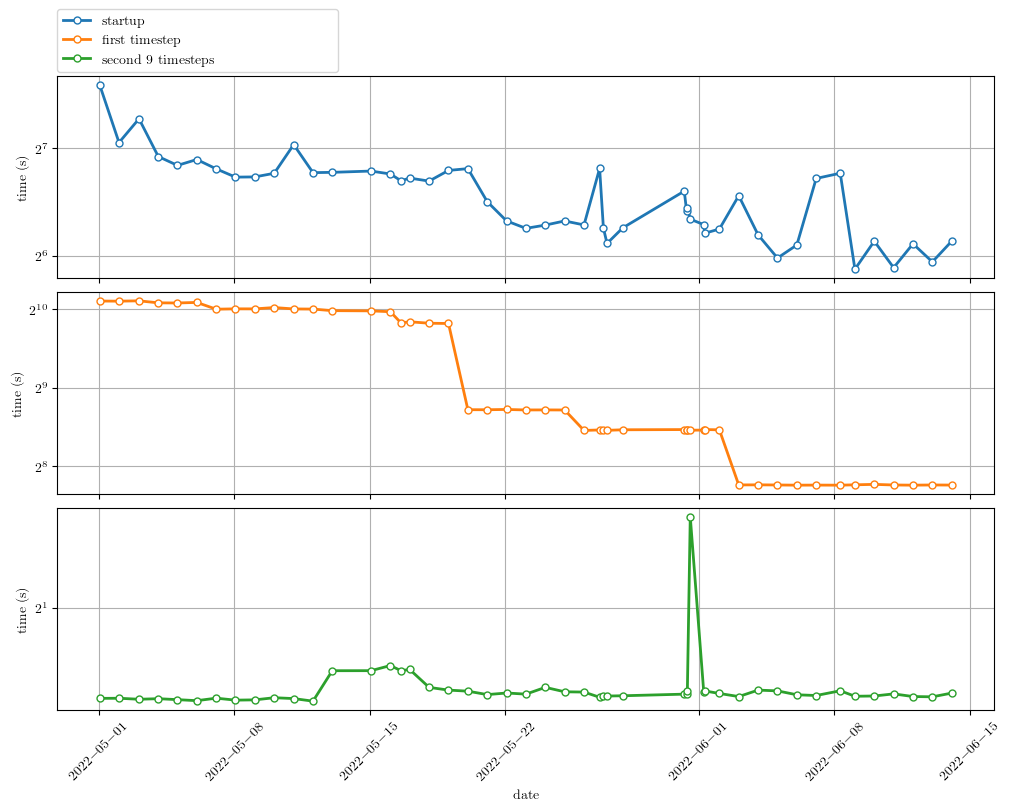 startup
first timestep
second 9 timesteps
2^7
time (s)
2^6
2^10
2^9
time (s)
2^8
2^1
time (s)
2022−05−01
2022−05−08
2022−05−15
2022−05−22
2022−06−01
2022−06−08
2022−06−15
date